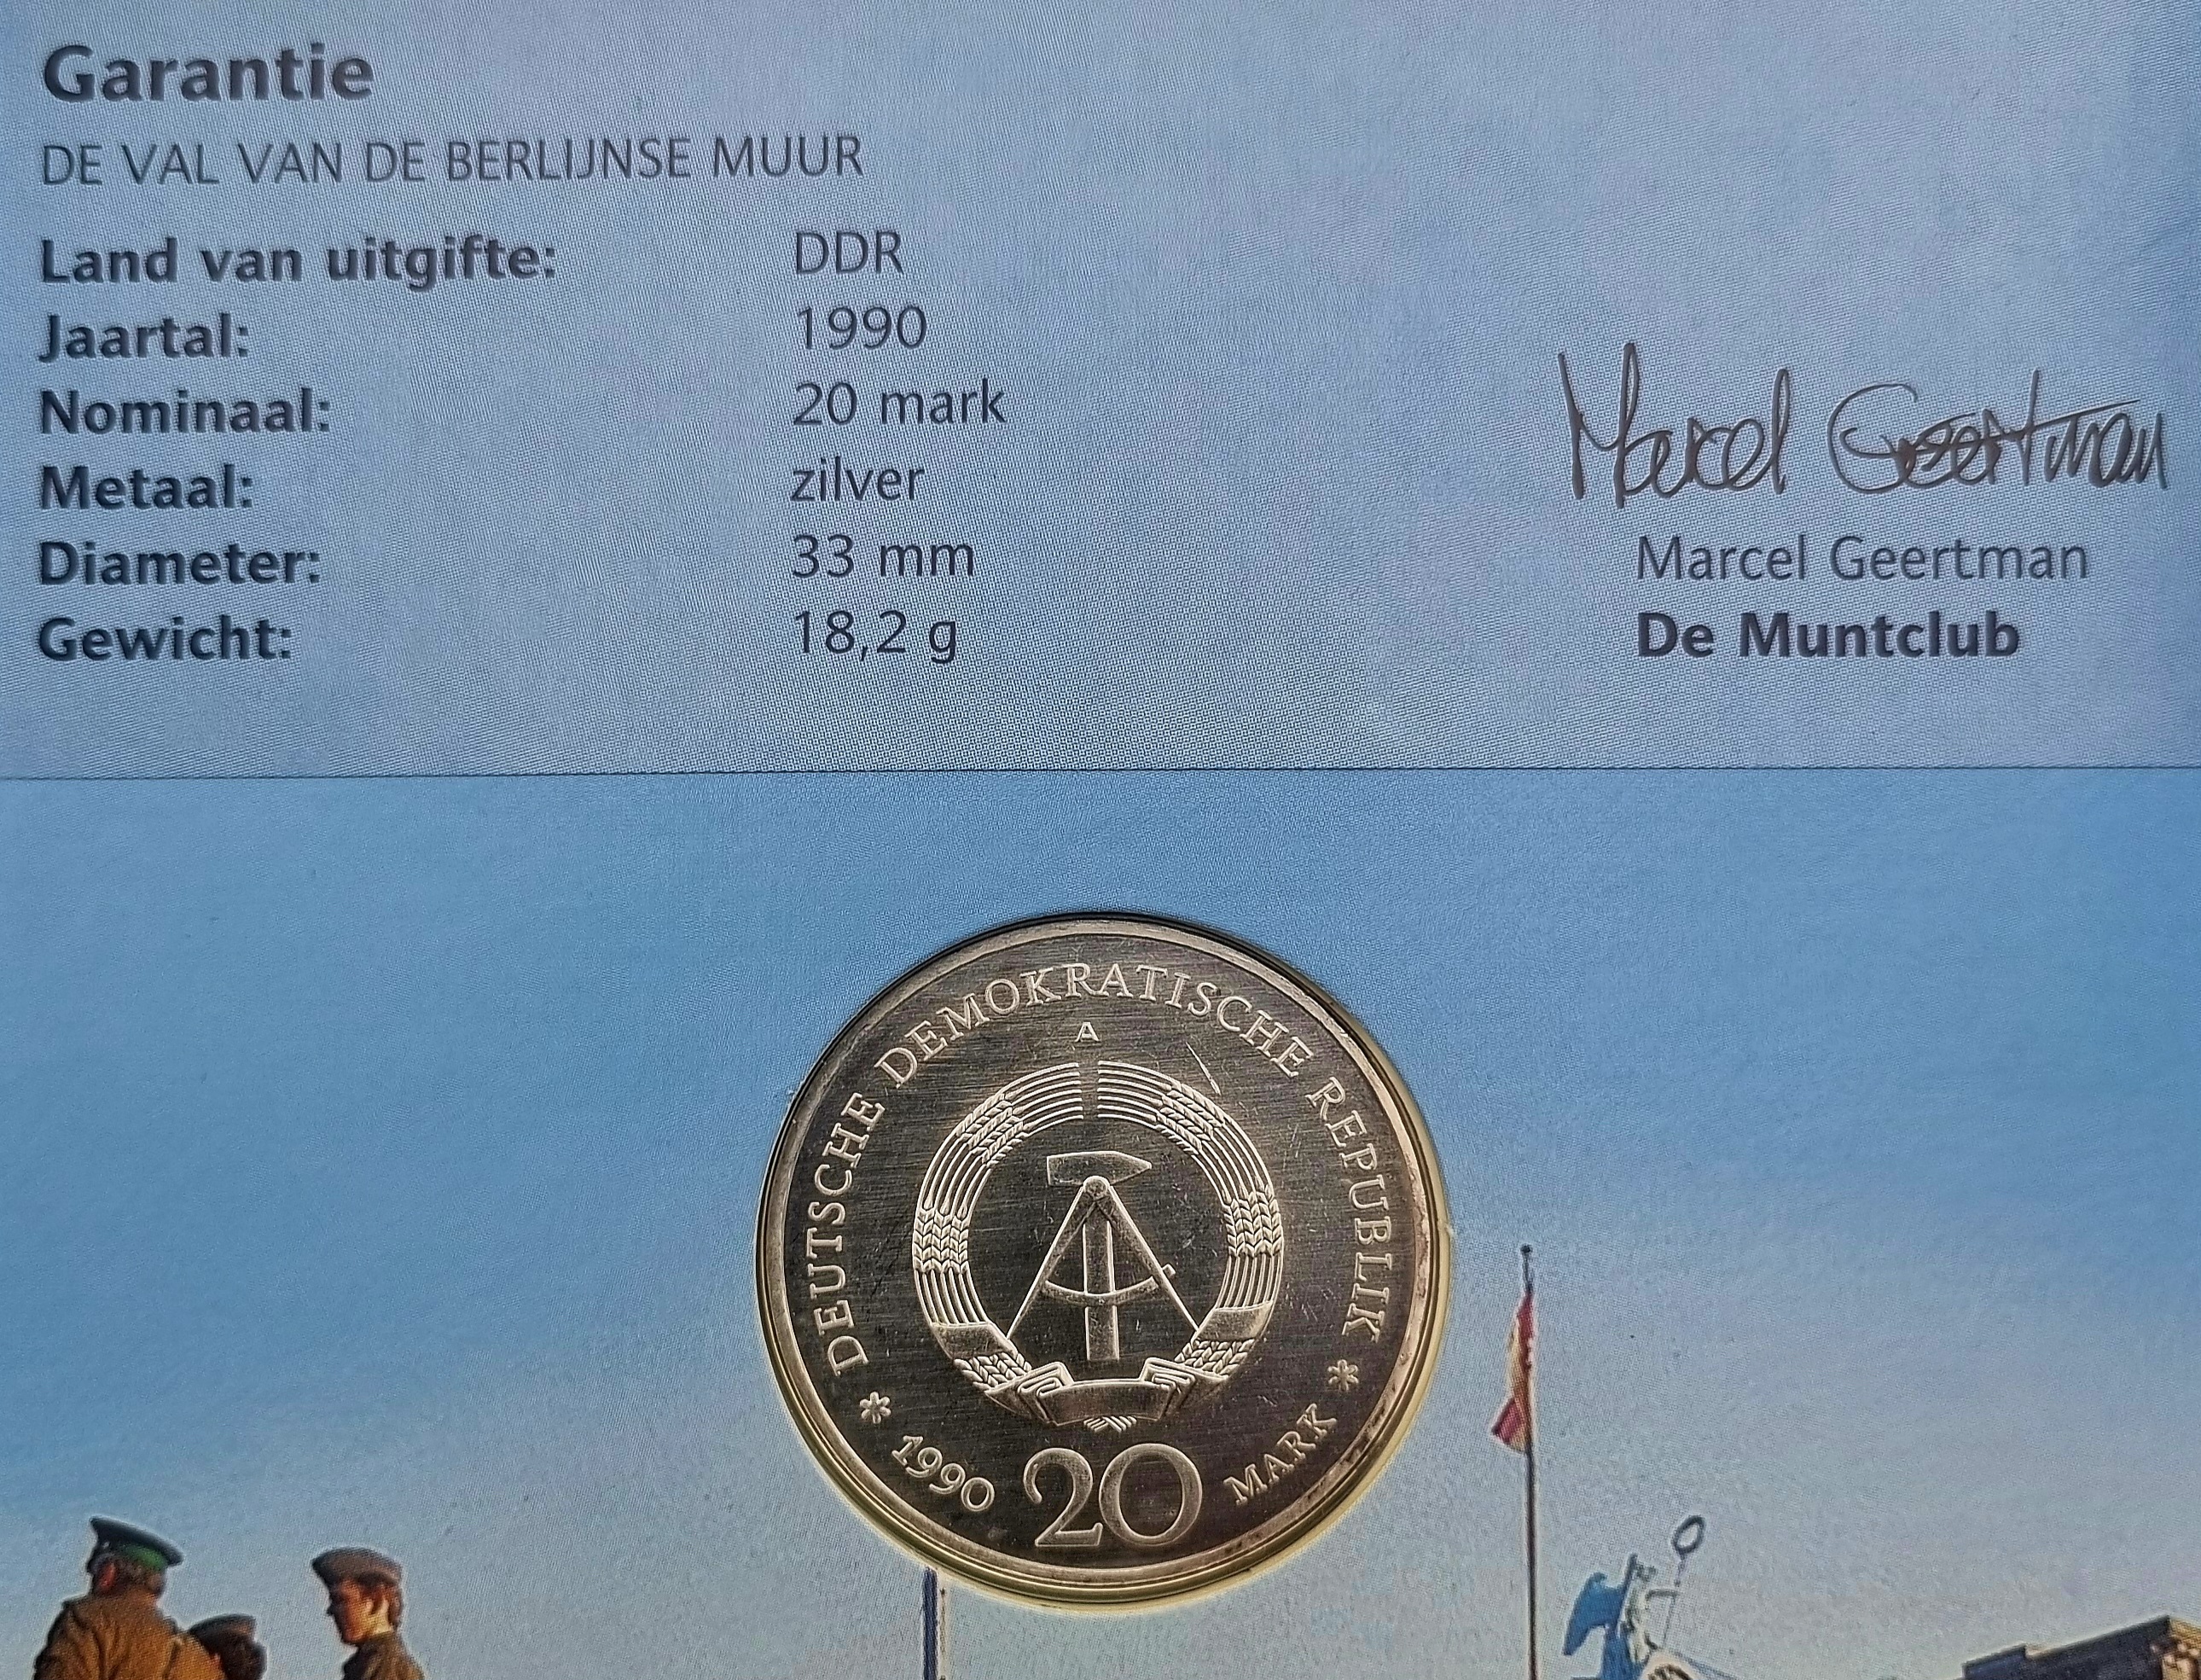 Garantie
DE VAL VAN DE BERLIJNSE MUUR
Land van uitgifte: DDR
Jaartal: 1990
Nominaal: 20 mark
Metaal: zilver
Diameter: 33 mm
Gewicht: 18,2 g
Marcel Geertman
Marcel Geertman
De Muntclub
DEUTSCHE DEMOKRATISCHE REPUBLIK
A
* 1990 20 MARK *